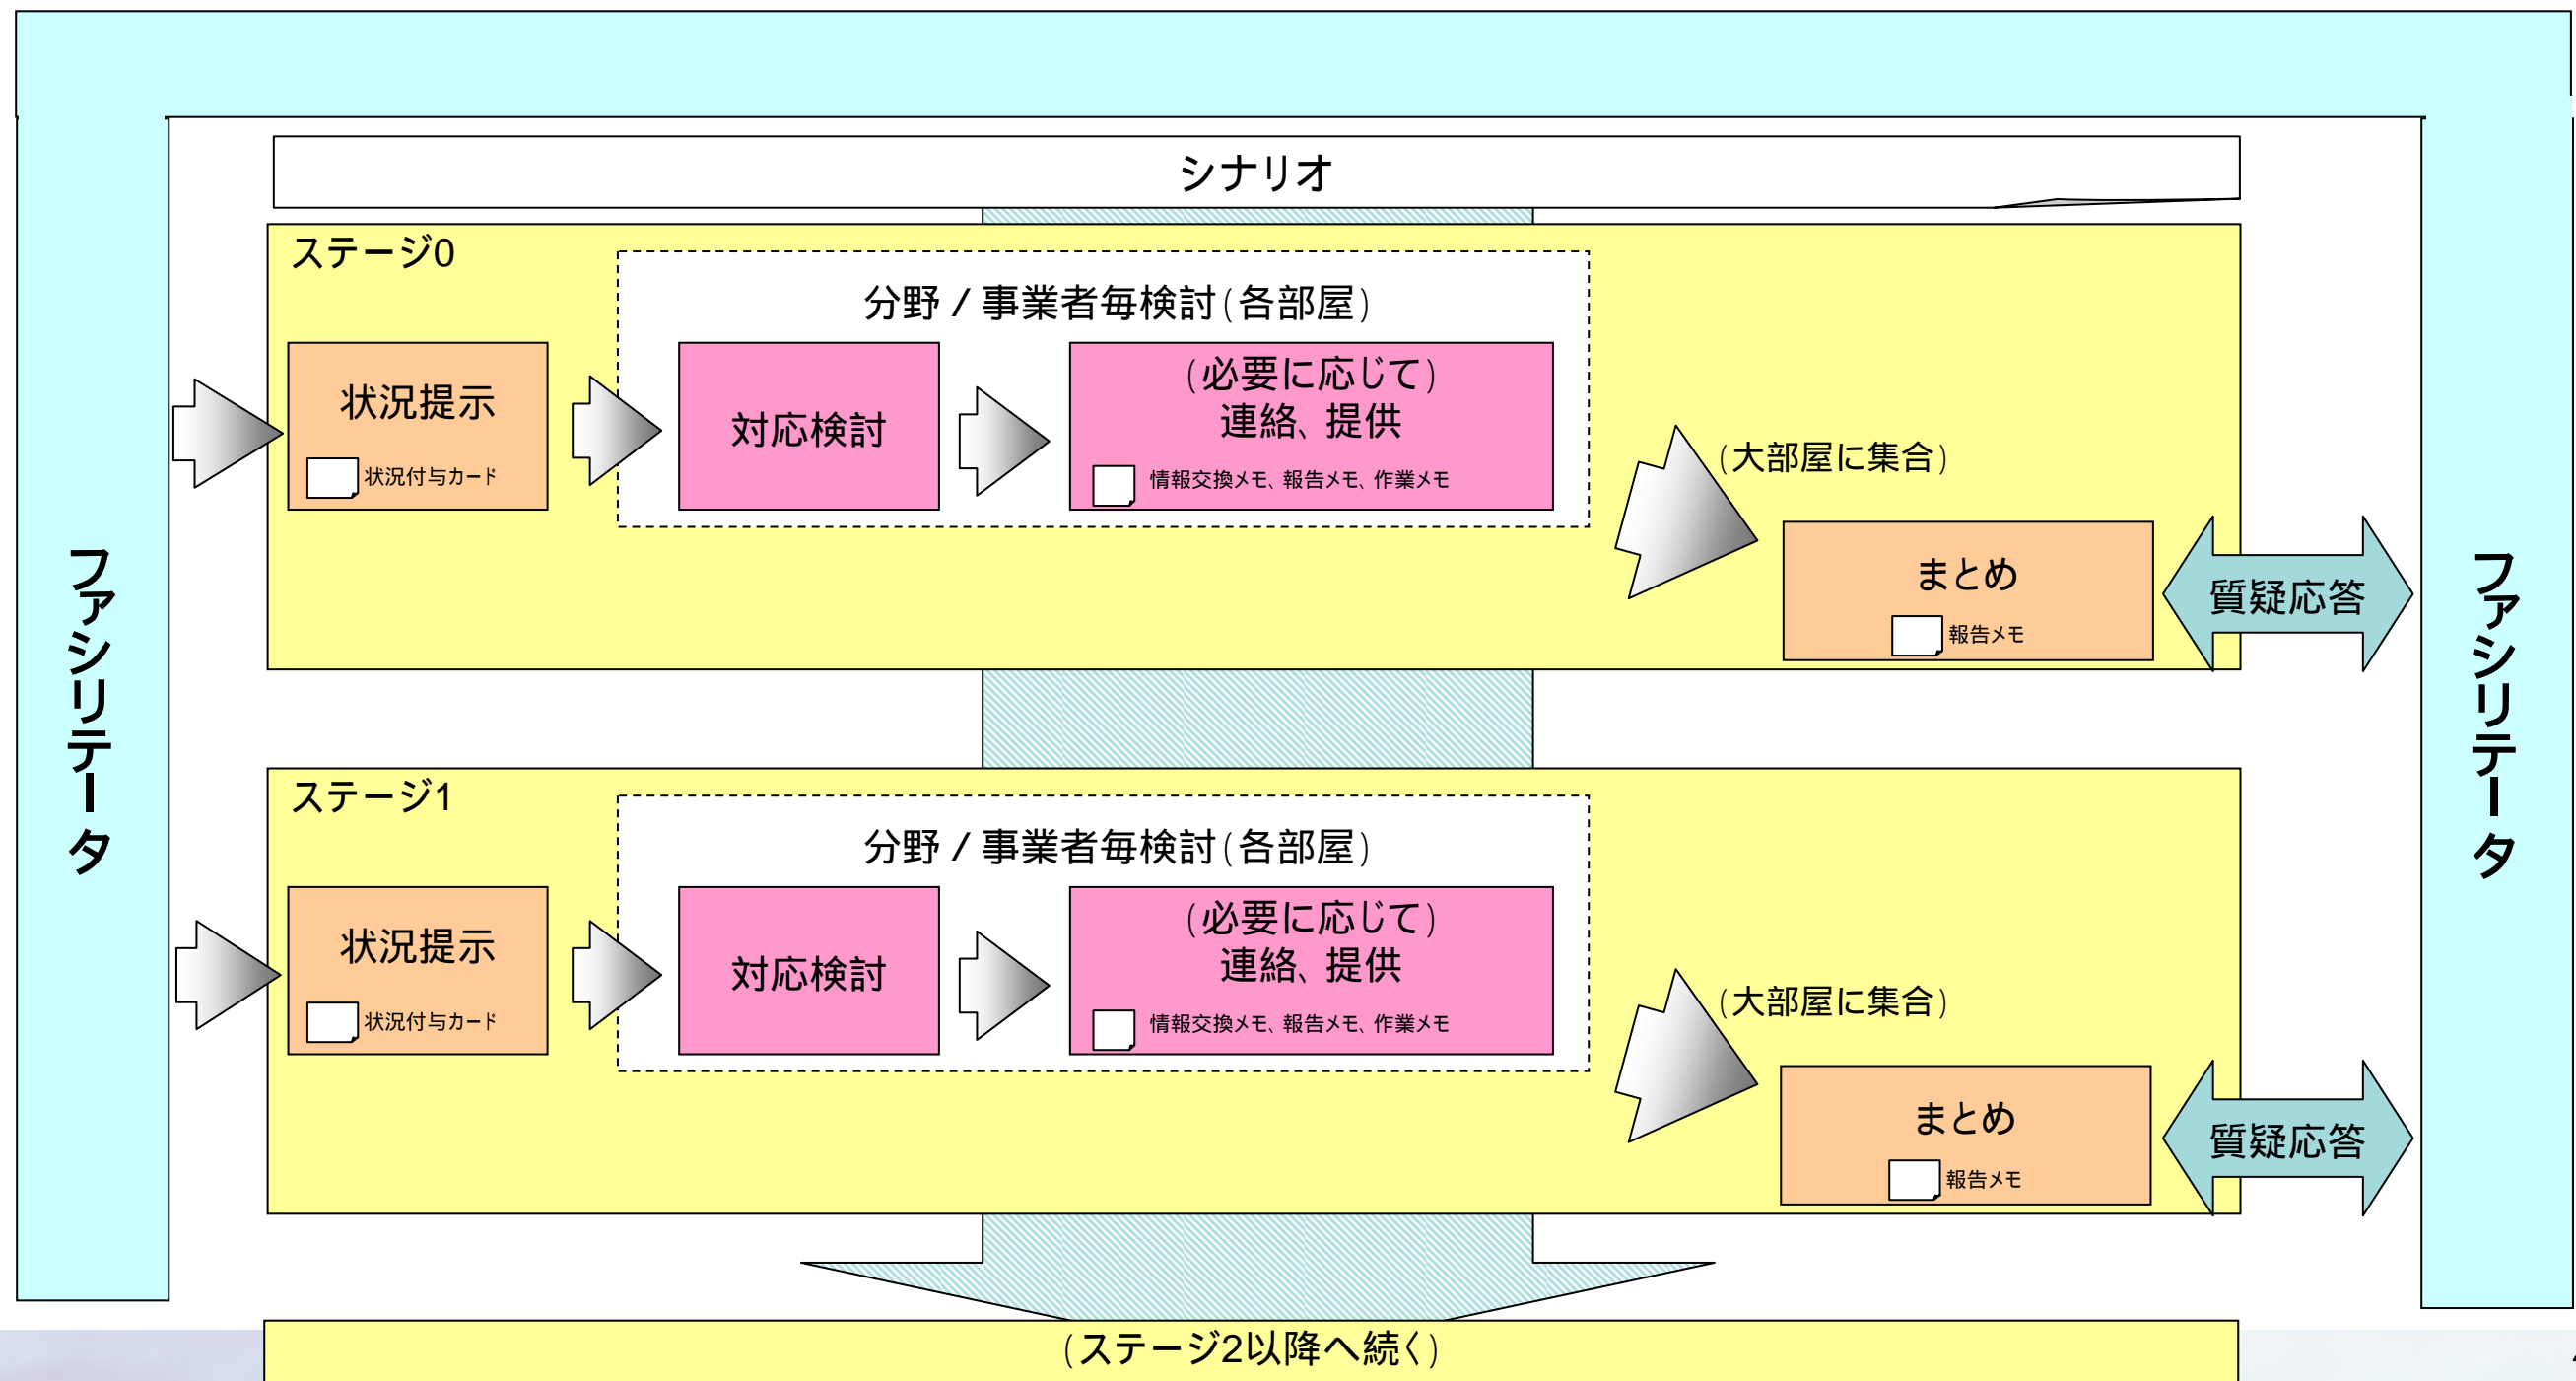 シナリオ
ファシリテータ
ファシリテータ
ステージ0
分野/事業者毎検討(各部屋)
状況提示
状況付与カード
対応検討
(必要に応じて)
連絡、提供
情報交換メモ、報告メモ、作業メモ
(大部屋に集合)
まとめ
報告メモ
質疑応答
ステージ1
分野/事業者毎検討(各部屋)
状況提示
状況付与カード
対応検討
(必要に応じて)
連絡、提供
情報交換メモ、報告メモ、作業メモ
(大部屋に集合)
まとめ
報告メモ
質疑応答
(ステージ2以降へ続く)